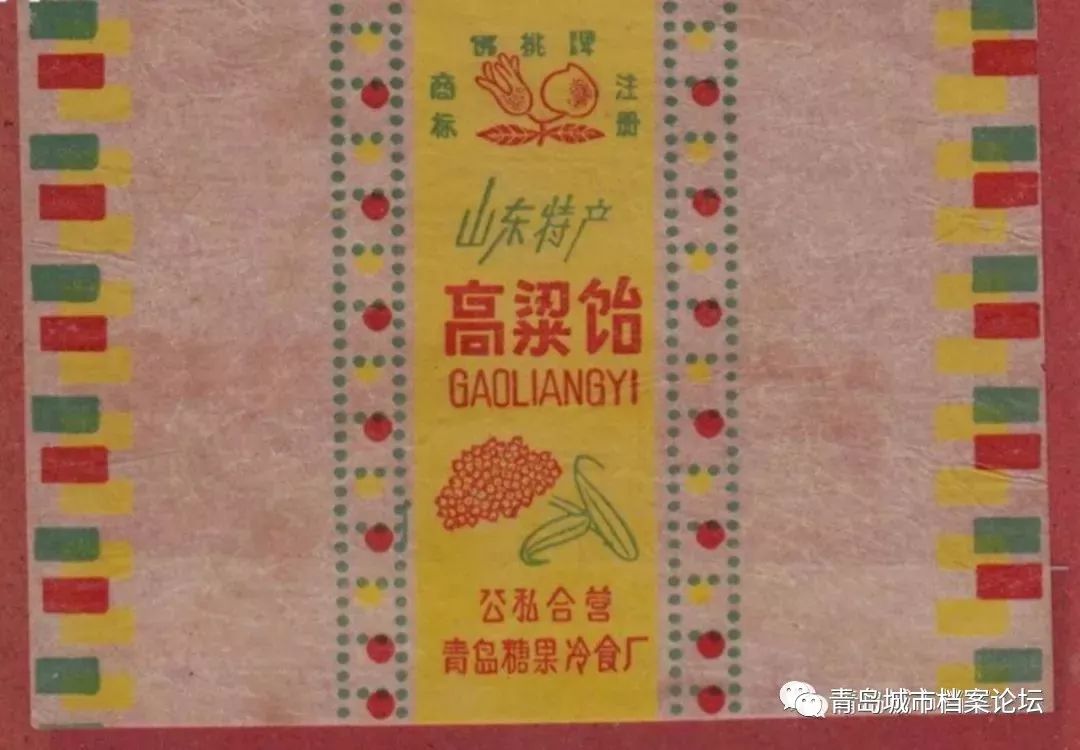 佛桃牌
商标
注册
山东特产
高粱饴
GAOLIANGYI
公私合营
青岛糖果冷食厂
青岛城市档案论坛